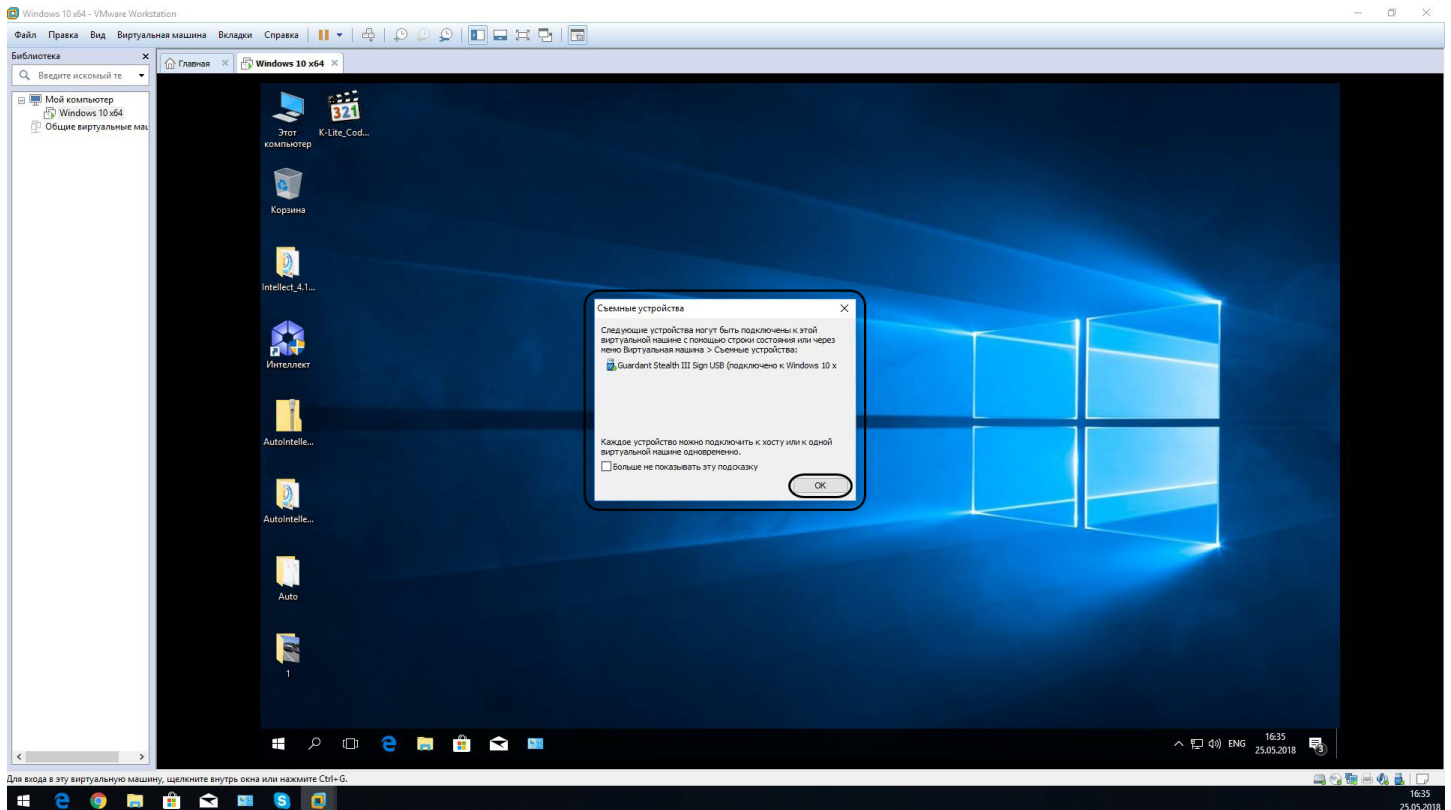 Windows 10 x64 - VMware Workstation
Файл Правка Вид Виртуальная машина Вкладки Справка
Библиотека
Введите искомый те
Мой компьютер
Windows 10 x64
Общие виртуальные маш
Главная
Windows 10 x64
Этот компьютер
321
K-Lite_Cod...
Корзина
Intellect_4.1...
Интеллект
AutoIntelle...
AutoIntelle...
Auto
1
Съемные устройства
Следующие устройства могут быть подключены к этой
виртуальной машине с помощью строки состояния или через
меню Виртуальная машина > Съемные устройства:
Guardant Stealth III Sign USB (подключено к Windows 10 x
Каждое устройство можно подключить к хосту или к одной
виртуальной машине одновременно.
Больше не показывать эту подсказку
OK
ENG
16:35
25.05.2018
3
Для входа в эту виртуальную машину, щелкните внутрь окна или нажмите Ctrl+G.
16:35
25.05.2018